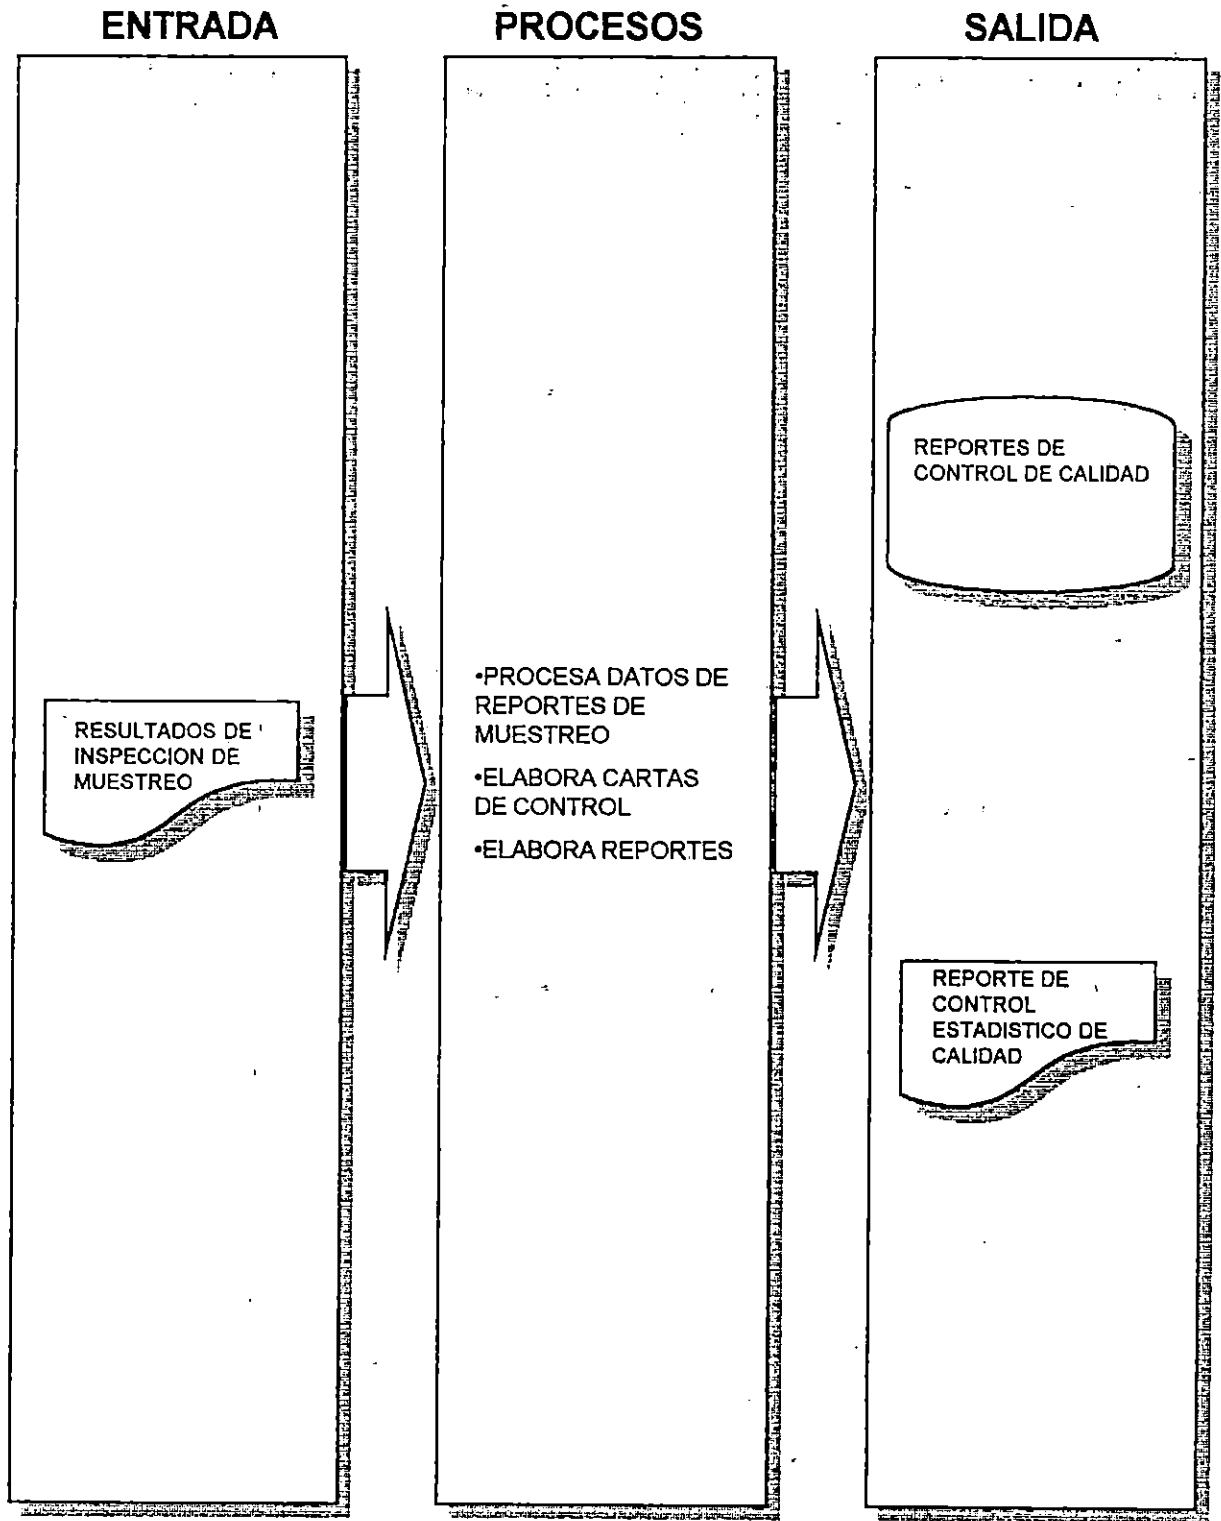 ENTRADA
PROCESOS
SALIDA
RESULTADOS DE
INSPECCION DE
MUESTREO
•PROCESA DATOS DE
REPORTES DE
MUESTREO
•ELABORA CARTAS
DE CONTROL
•ELABORA REPORTES
REPORTES DE
CONTROL DE CALIDAD
REPORTE DE
CONTROL
ESTADISTICO DE
CALIDAD